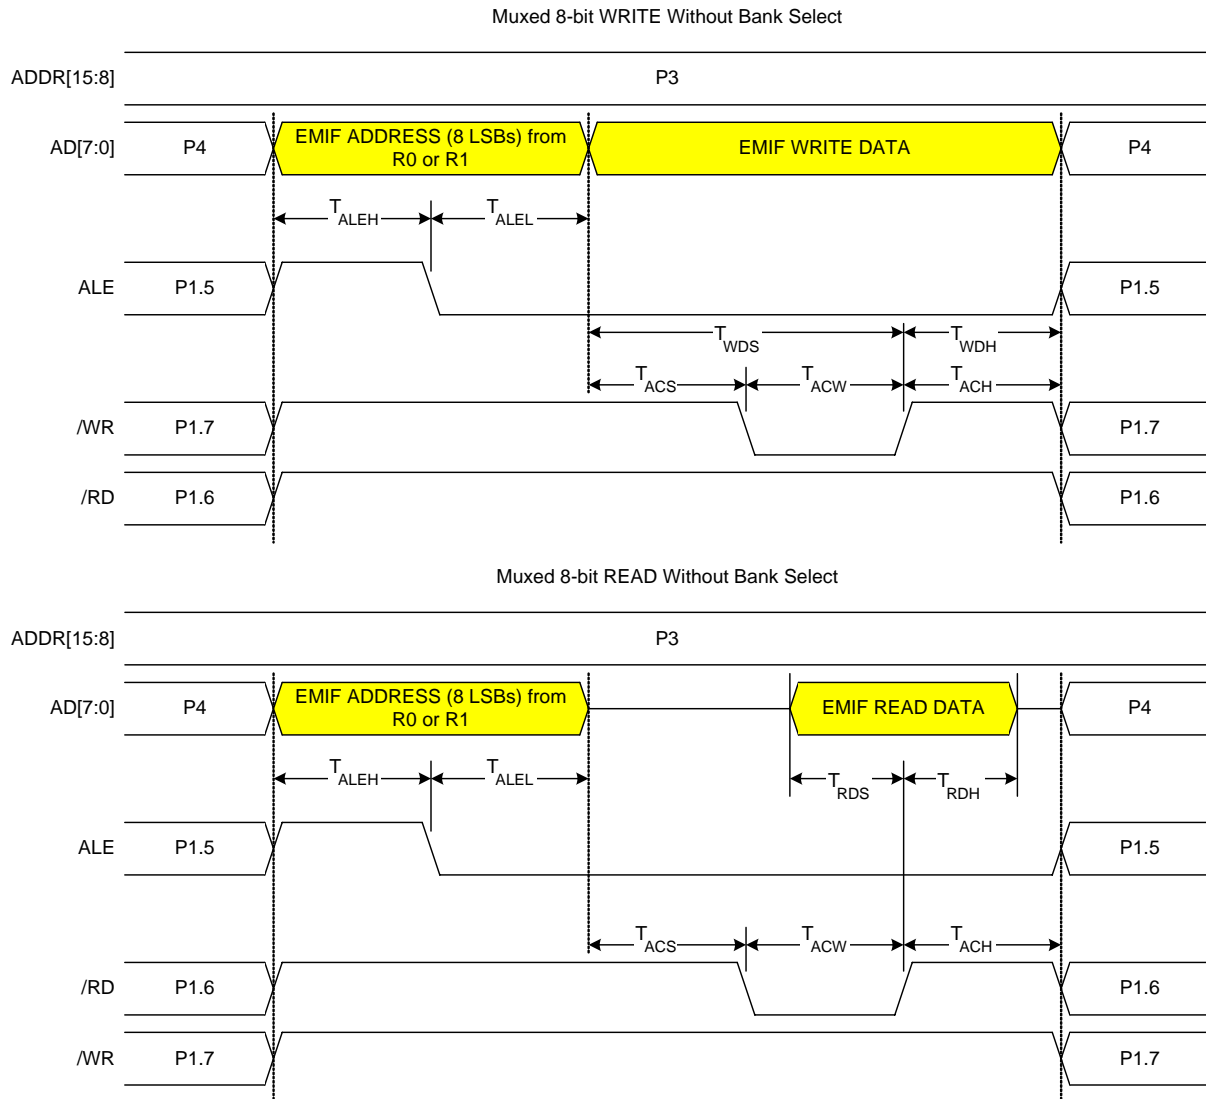 Muxed 8-bit WRITE Without Bank Select
ADDR[15:8] P3
AD[7:0] P4 EMIF ADDRESS (8 LSBs) from R0 or R1 EMIF WRITE DATA P4
TALEH TALEL
ALE P1.5 P1.5
TWDS TWDH
TACS TACW TACH
/WR P1.7 P1.7
/RD P1.6 P1.6
Muxed 8-bit READ Without Bank Select
ADDR[15:8] P3
AD[7:0] P4 EMIF ADDRESS (8 LSBs) from R0 or R1 EMIF READ DATA P4
TALEH TALEL TRDS TRDH
ALE P1.5 P1.5
TACS TACW TACH
/RD P1.6 P1.6
/WR P1.7 P1.7